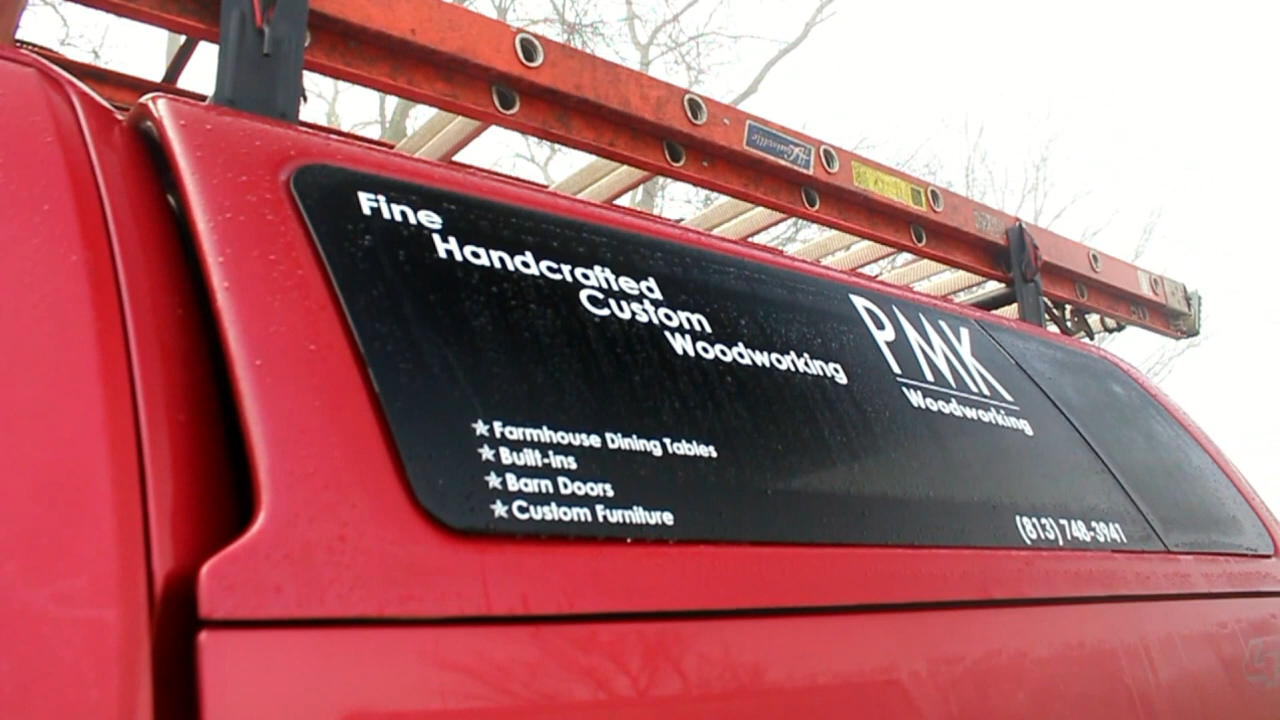 Fine
Handcrafted
Custom
Woodworking
PMK
Woodworking
★ Farmhouse Dining Tables
★ Built-ins
★ Barn Doors
★ Custom Furniture
(813) 748-3941